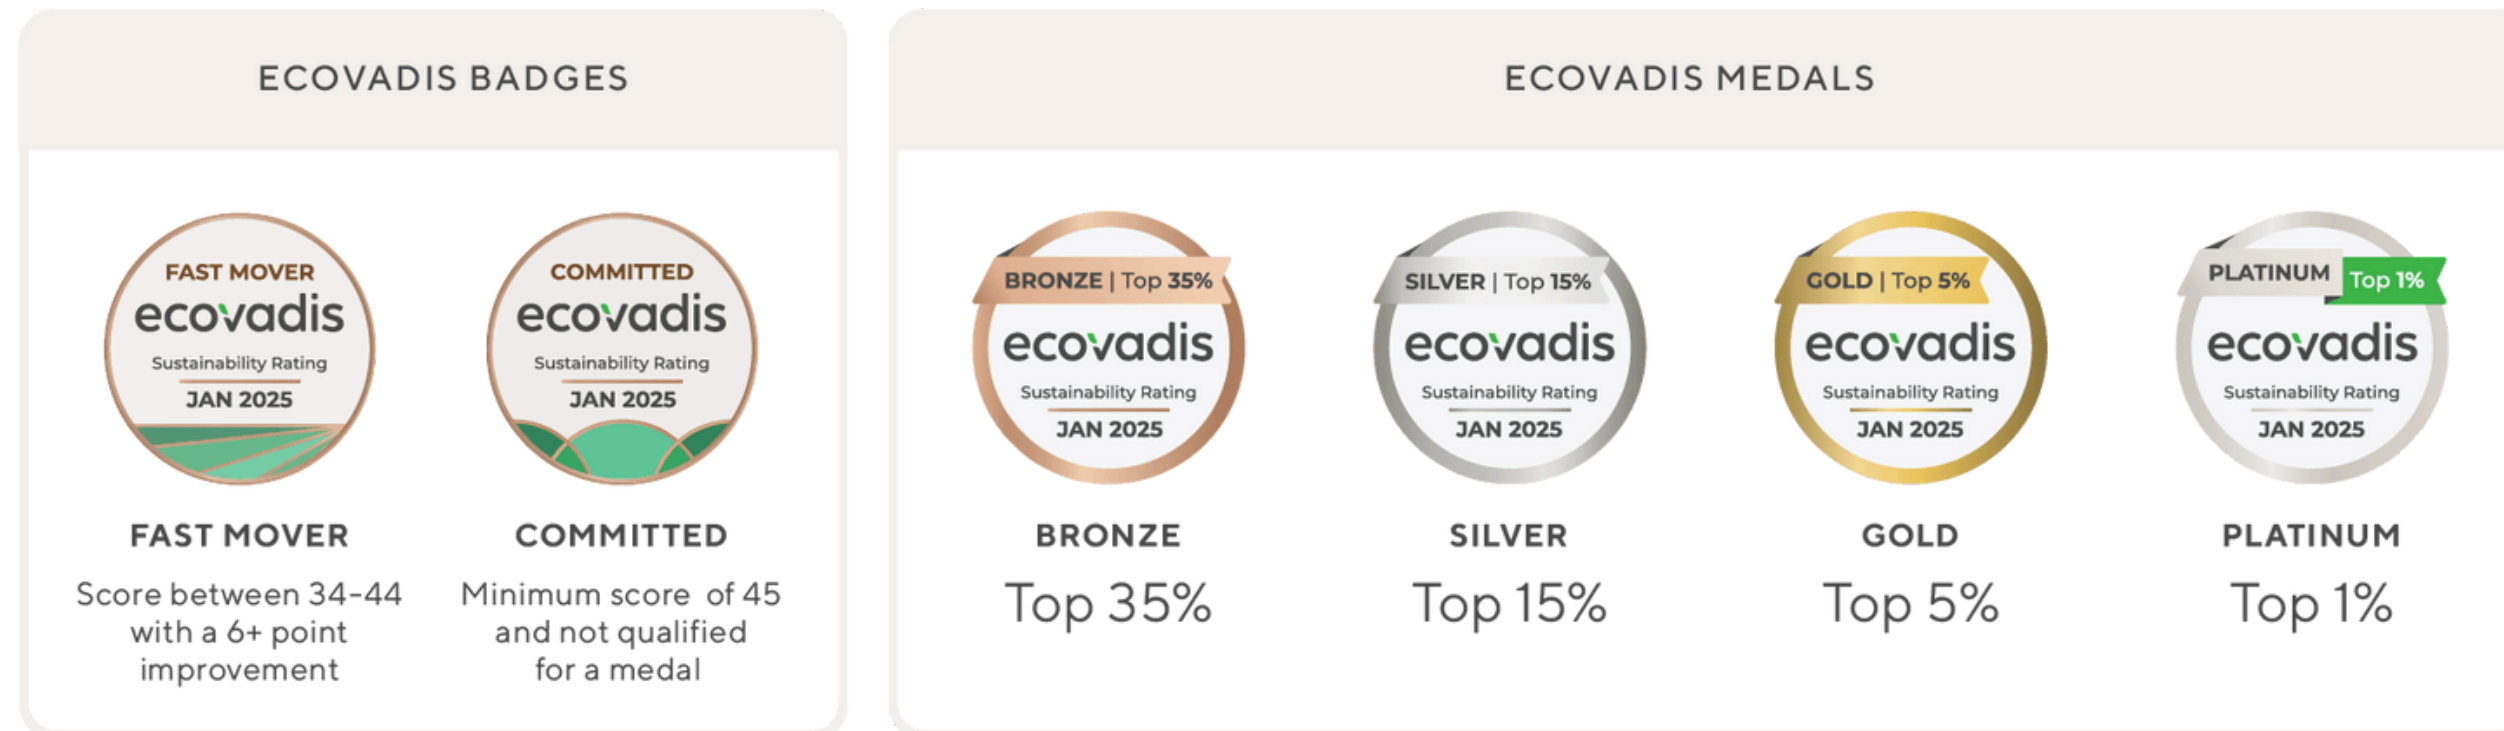 ECOVADIS BADGES
FAST MOVER
ecovadis
Sustainability Rating
JAN 2025
FAST MOVER
Score between 34-44
with a 6+ point
improvement
COMMITTED
ecovadis
Sustainability Rating
JAN 2025
COMMITTED
Minimum score of 45
and not qualified
for a medal
ECOVADIS MEDALS
BRONZE | Top 35%
ecovadis
Sustainability Rating
JAN 2025
BRONZE
Top 35%
SILVER | Top 15%
ecovadis
Sustainability Rating
JAN 2025
SILVER
Top 15%
GOLD | Top 5%
ecovadis
Sustainability Rating
JAN 2025
GOLD
Top 5%
PLATINUM Top 1%
ecovadis
Sustainability Rating
JAN 2025
PLATINUM
Top 1%